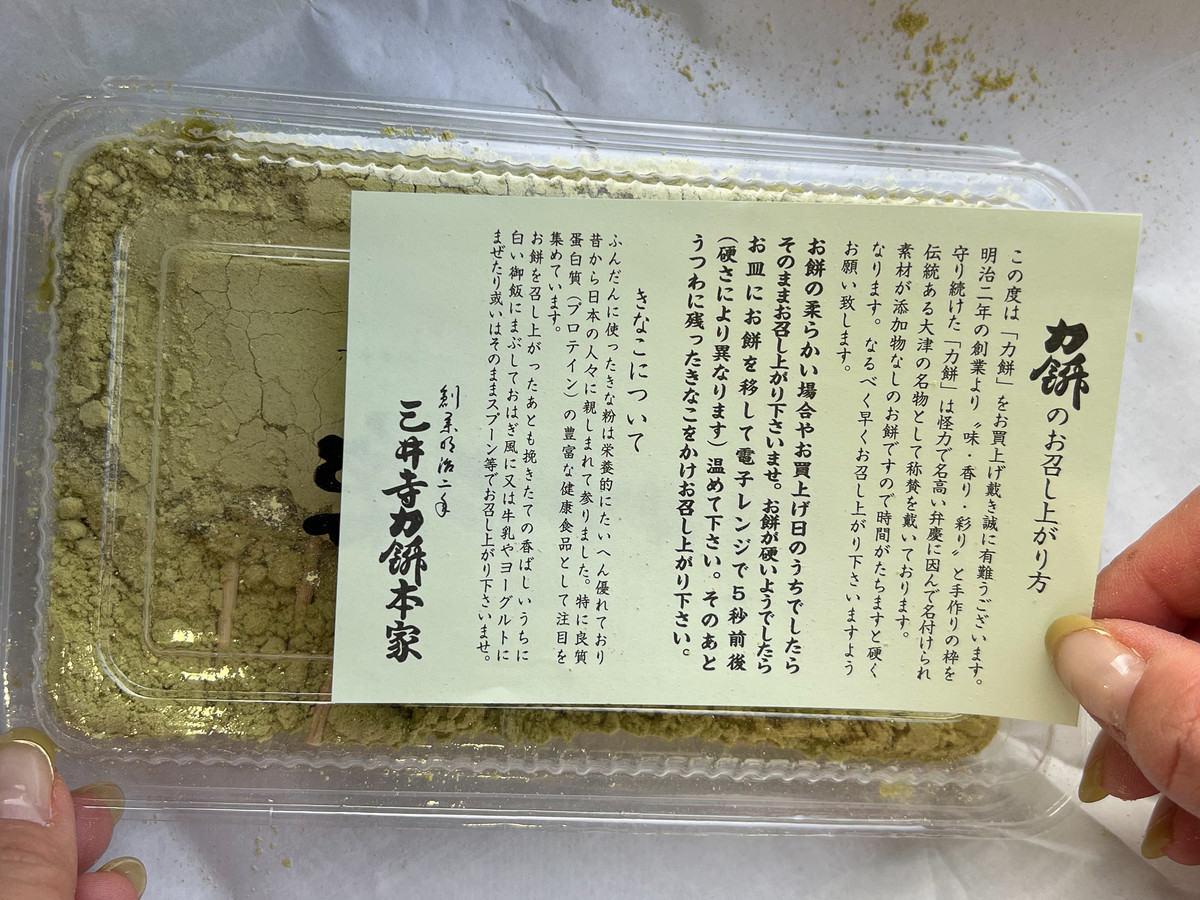 力餅のお召し上がり方
この度は「力餅」をお買上げ戴き誠に有難うございます。
明治二年の創業より〝味・香り・彩り〟と手作りの枠を
守り続けた「力餅」は怪力で名高い弁慶に因んで名付けられ
伝統ある大津の名物として称賛を戴いております。
素材が添加物なしのお餅ですので時間がたちますと硬く
なります。なるべく早くお召し上がり下さいますよう
お願い致します。
お餅の柔らかい場合やお買上げ日のうちでしたら
そのままお召し上がり下さいませ。お餅が硬いようでしたら
お皿にお餅を移して電子レンジで5秒前後
(硬さにより異なります)温めて下さい。そのあと
うつわに残ったきなこをかけお召し上がり下さい。
きなこについて
ふんだんに使ったきな粉は栄養的にたいへん優れており
昔から日本の人々に親しまれて参りました。特に良質
蛋白質(プロテイン)の豊富な健康食品として注目を
集めています。
お餅を召し上がったあとも挽きたての香ばしいうちに
白い御飯にまぶしておはぎ風に又は牛乳やヨーグルトに
まぜたり或いはそのままスプーン等でお召し上がり下さいませ。
創業明治二年
三井寺力餅本家